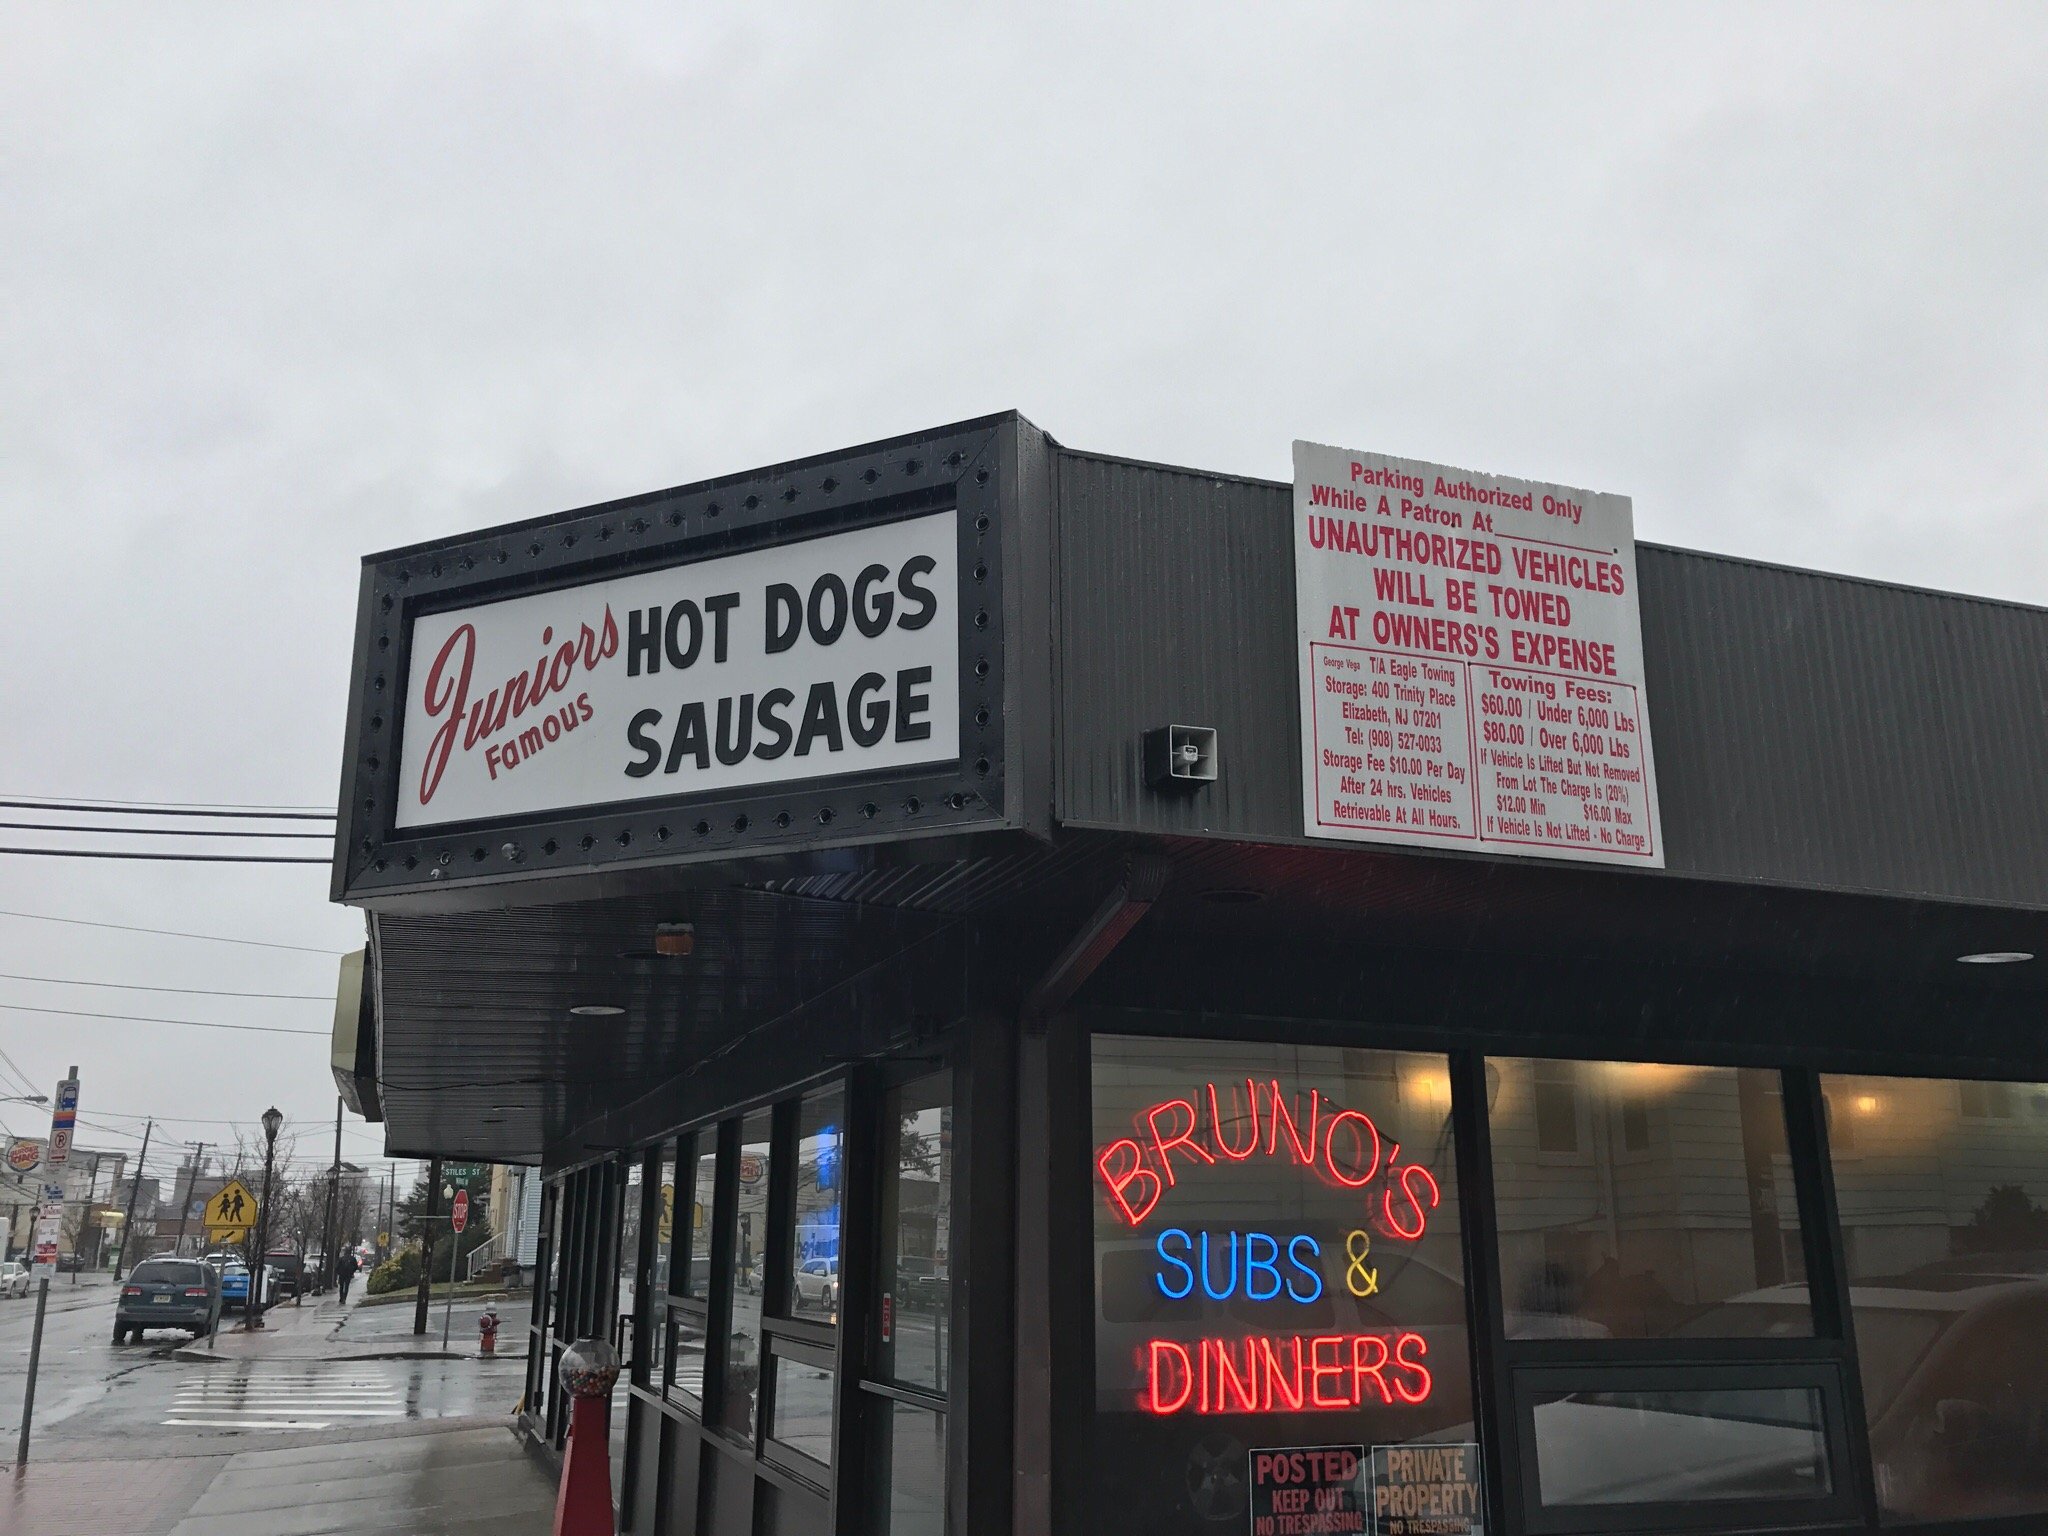 Juniors
Famous
HOT DOGS
SAUSAGE
Parking Authorized Only
While A Patron At
UNAUTHORIZED VEHICLES
WILL BE TOWED
AT OWNERS'S EXPENSE
George Vega T/A Eagle Towing
Storage: 400 Trinity Place
Elizabeth, NJ 07201
Tel: (908) 527-0033
Storage Fee $10.00 Per Day
After 24 hrs. Vehicles
Retrievable At All Hours.
Towing Fees:
$60.00 / Under 6,000 Lbs
$80.00 / Over 6,000 Lbs
If Vehicle Is Lifted But Not Removed
From Lot The Charge Is (20%)
$12.00 Min $16.00 Max
If Vehicle Is Not Lifted - No Charge
BRUNO'S
SUBS &
DINNERS
POSTED
KEEP OUT
NO TRESPASSING
PRIVATE
PROPERTY
NO TRESPASSING
BURGER
KING
STILES ST
STOP